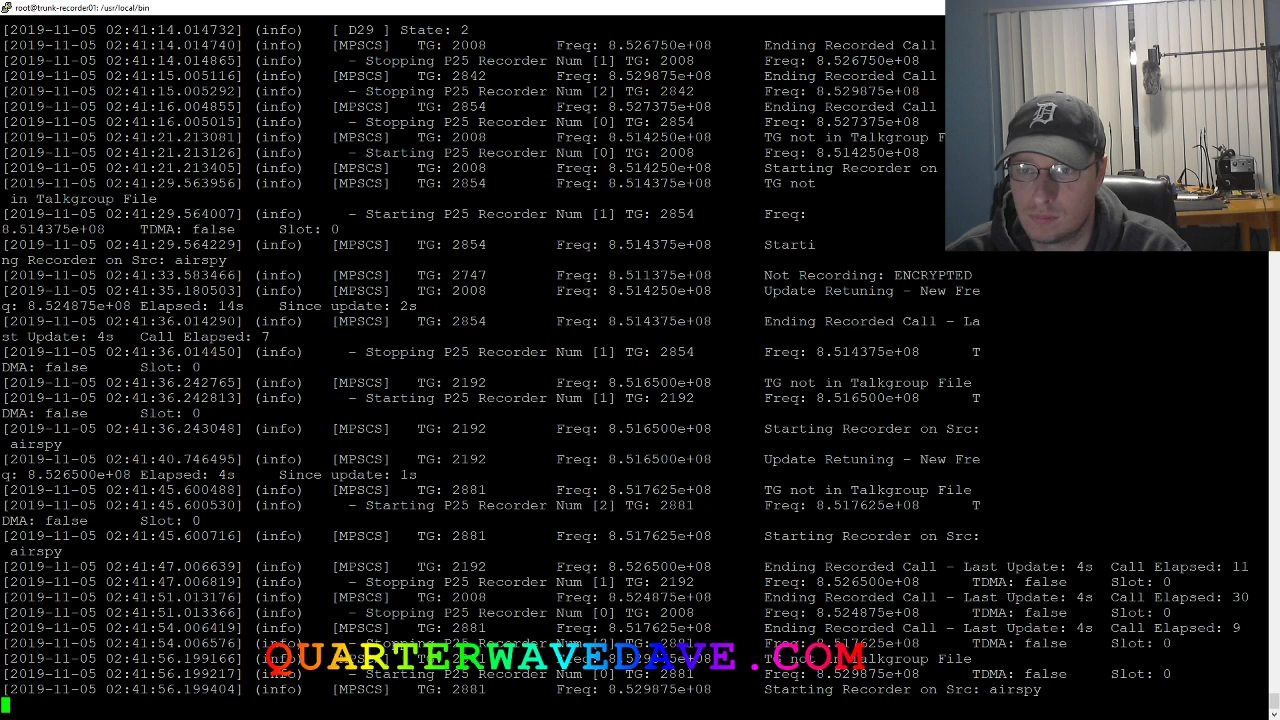 root@trunk-recorder01: /usr/local/bin
[2019-11-05 02:41:14.014732] (info) [ D29 ] State: 2
[2019-11-05 02:41:14.014740] (info) [MPSCS] TG: 2008 Freq: 8.526750e+08 Ending Recorded Call
[2019-11-05 02:41:14.014865] (info) - Stopping P25 Recorder Num [1] TG: 2008 Freq: 8.526750e+08
[2019-11-05 02:41:15.005116] (info) [MPSCS] TG: 2842 Freq: 8.529875e+08 Ending Recorded Call
[2019-11-05 02:41:15.005292] (info) - Stopping P25 Recorder Num [2] TG: 2842 Freq: 8.529875e+08
[2019-11-05 02:41:16.004855] (info) [MPSCS] TG: 2854 Freq: 8.527375e+08 Ending Recorded Call
[2019-11-05 02:41:16.005015] (info) - Stopping P25 Recorder Num [0] TG: 2854 Freq: 8.527375e+08
[2019-11-05 02:41:21.213081] (info) [MPSCS] TG: 2008 Freq: 8.514250e+08 TG not in Talkgroup F
[2019-11-05 02:41:21.213126] (info) - Starting P25 Recorder Num [0] TG: 2008 Freq: 8.514250e+08
[2019-11-05 02:41:21.213405] (info) [MPSCS] TG: 2008 Freq: 8.514250e+08 Starting Recorder on
[2019-11-05 02:41:29.563956] (info) [MPSCS] TG: 2854 Freq: 8.514375e+08 TG not
in Talkgroup File
[2019-11-05 02:41:29.564007] (info) - Starting P25 Recorder Num [1] TG: 2854 Freq:
8.514375e+08 TDMA: false Slot: 0
[2019-11-05 02:41:29.564229] (info) [MPSCS] TG: 2854 Freq: 8.514375e+08 Starti
ng Recorder on Src: airspy
[2019-11-05 02:41:33.583466] (info) [MPSCS] TG: 2747 Freq: 8.511375e+08 Not Recording: ENCRYPTED
[2019-11-05 02:41:35.180503] (info) [MPSCS] TG: 2008 Freq: 8.514250e+08 Update Retuning - New Fre
q: 8.524875e+08 Elapsed: 14s Since update: 2s
[2019-11-05 02:41:36.014290] (info) [MPSCS] TG: 2854 Freq: 8.514375e+08 Ending Recorded Call - La
st Update: 4s Call Elapsed: 7
[2019-11-05 02:41:36.014450] (info) - Stopping P25 Recorder Num [1] TG: 2854 Freq: 8.514375e+08 T
DMA: false Slot: 0
[2019-11-05 02:41:36.242765] (info) [MPSCS] TG: 2192 Freq: 8.516500e+08 TG not in Talkgroup File
[2019-11-05 02:41:36.242813] (info) - Starting P25 Recorder Num [1] TG: 2192 Freq: 8.516500e+08 T
DMA: false Slot: 0
[2019-11-05 02:41:36.243048] (info) [MPSCS] TG: 2192 Freq: 8.516500e+08 Starting Recorder on Src:
airspy
[2019-11-05 02:41:40.746495] (info) [MPSCS] TG: 2192 Freq: 8.516500e+08 Update Retuning - New Fre
q: 8.526500e+08 Elapsed: 4s Since update: 1s
[2019-11-05 02:41:45.600488] (info) [MPSCS] TG: 2881 Freq: 8.517625e+08 TG not in Talkgroup File
[2019-11-05 02:41:45.600530] (info) - Starting P25 Recorder Num [2] TG: 2881 Freq: 8.517625e+08 T
DMA: false Slot: 0
[2019-11-05 02:41:45.600716] (info) [MPSCS] TG: 2881 Freq: 8.517625e+08 Starting Recorder on Src:
airspy
[2019-11-05 02:41:47.006639] (info) [MPSCS] TG: 2192 Freq: 8.526500e+08 Ending Recorded Call - Last Update: 4s Call Elapsed: 11
[2019-11-05 02:41:47.006819] (info) - Stopping P25 Recorder Num [1] TG: 2192 Freq: 8.526500e+08 TDMA: false Slot: 0
[2019-11-05 02:41:51.013176] (info) [MPSCS] TG: 2008 Freq: 8.524875e+08 Ending Recorded Call - Last Update: 4s Call Elapsed: 30
[2019-11-05 02:41:51.013366] (info) - Stopping P25 Recorder Num [0] TG: 2008 Freq: 8.524875e+08 TDMA: false Slot: 0
[2019-11-05 02:41:54.006419] (info) [MPSCS] TG: 2881 Freq: 8.517625e+08 Ending Recorded Call - Last Update: 4s Call Elapsed: 9
[2019-11-05 02:41:54.006576] - Stopping P25 Recorder Num [2] TG: 2881 Freq: 8.517625e+08 TDMA: false Slot: 0
QUARTERWAVEDAVE.COM
[2019-11-05 02:41:56.199166] TG not in Talkgroup File
[2019-11-05 02:41:56.199217] (info) - Starting P25 Recorder Num [0] TG: 2881 Freq: 8.529875e+08 TDMA: false Slot: 0
[2019-11-05 02:41:56.199404] (info) [MPSCS] TG: 2881 Freq: 8.529875e+08 Starting Recorder on Src: airspy